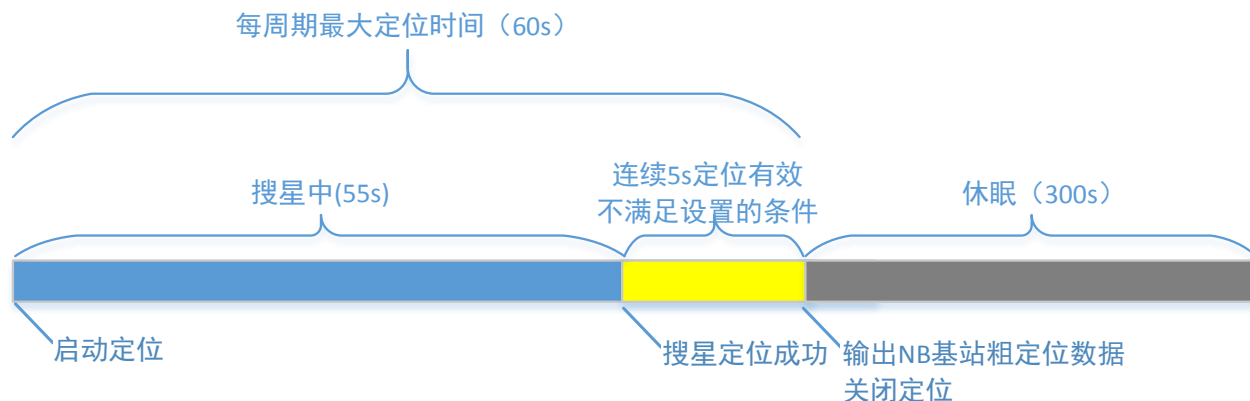 每周期最大定位时间（60s）
搜星中(55s)
连续5s定位有效
不满足设置的条件
休眠（300s）
启动定位
搜星定位成功
输出NB基站粗定位数据
关闭定位